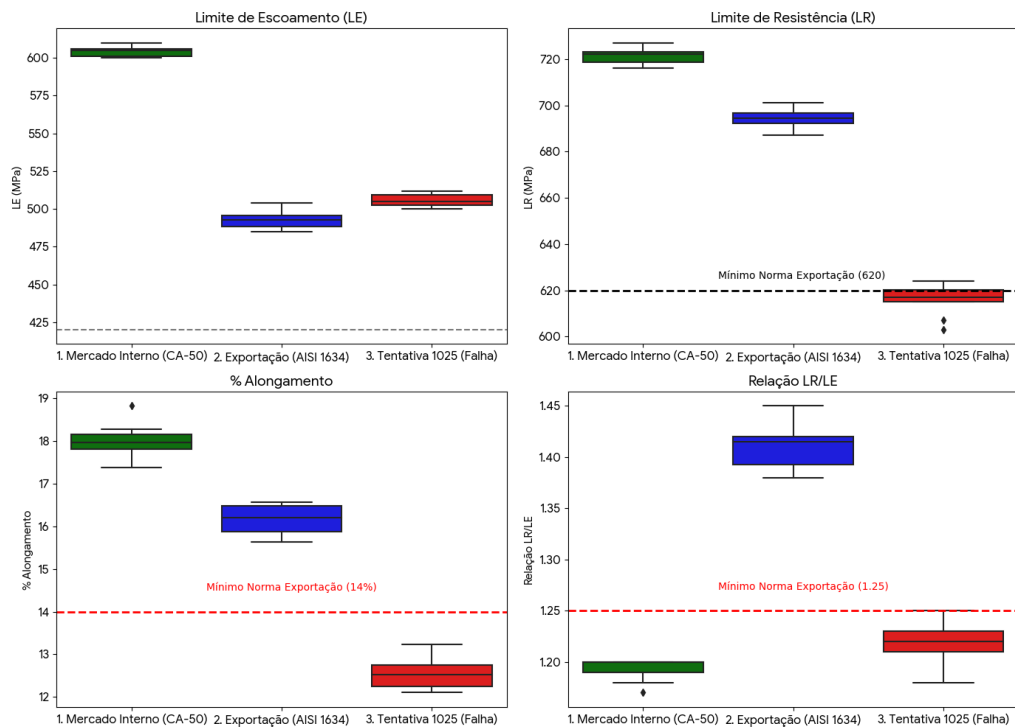 Limite de Escoamento (LE)
LE (MPa)
600
575
550
525
500
475
450
425
1. Mercado Interno (CA-50)
2. Exportação (AISI 1634)
3. Tentativa 1025 (Falha)
Limite de Resistência (LR)
LR (MPa)
720
700
680
660
640
620
600
Mínimo Norma Exportação (620)
1. Mercado Interno (CA-50)
2. Exportação (AISI 1634)
3. Tentativa 1025 (Falha)
% Alongamento
% Alongamento
19
18
17
16
15
14
13
12
Mínimo Norma Exportação (14%)
1. Mercado Interno (CA-50)
2. Exportação (AISI 1634)
3. Tentativa 1025 (Falha)
Relação LR/LE
Relação LR/LE
1.45
1.40
1.35
1.30
1.25
1.20
Mínimo Norma Exportação (1.25)
1. Mercado Interno (CA-50)
2. Exportação (AISI 1634)
3. Tentativa 1025 (Falha)